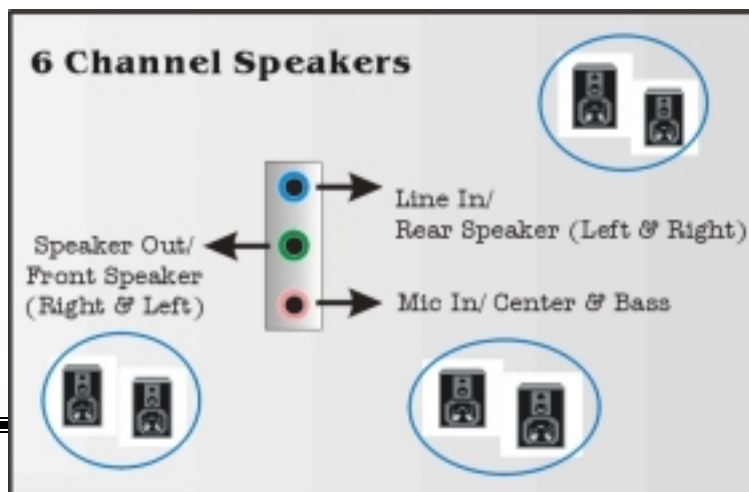 6 Channel Speakers
Line In/
Rear Speaker (Left & Right)
Speaker Out/
Front Speaker
(Right & Left)
Mic In/ Center & Bass